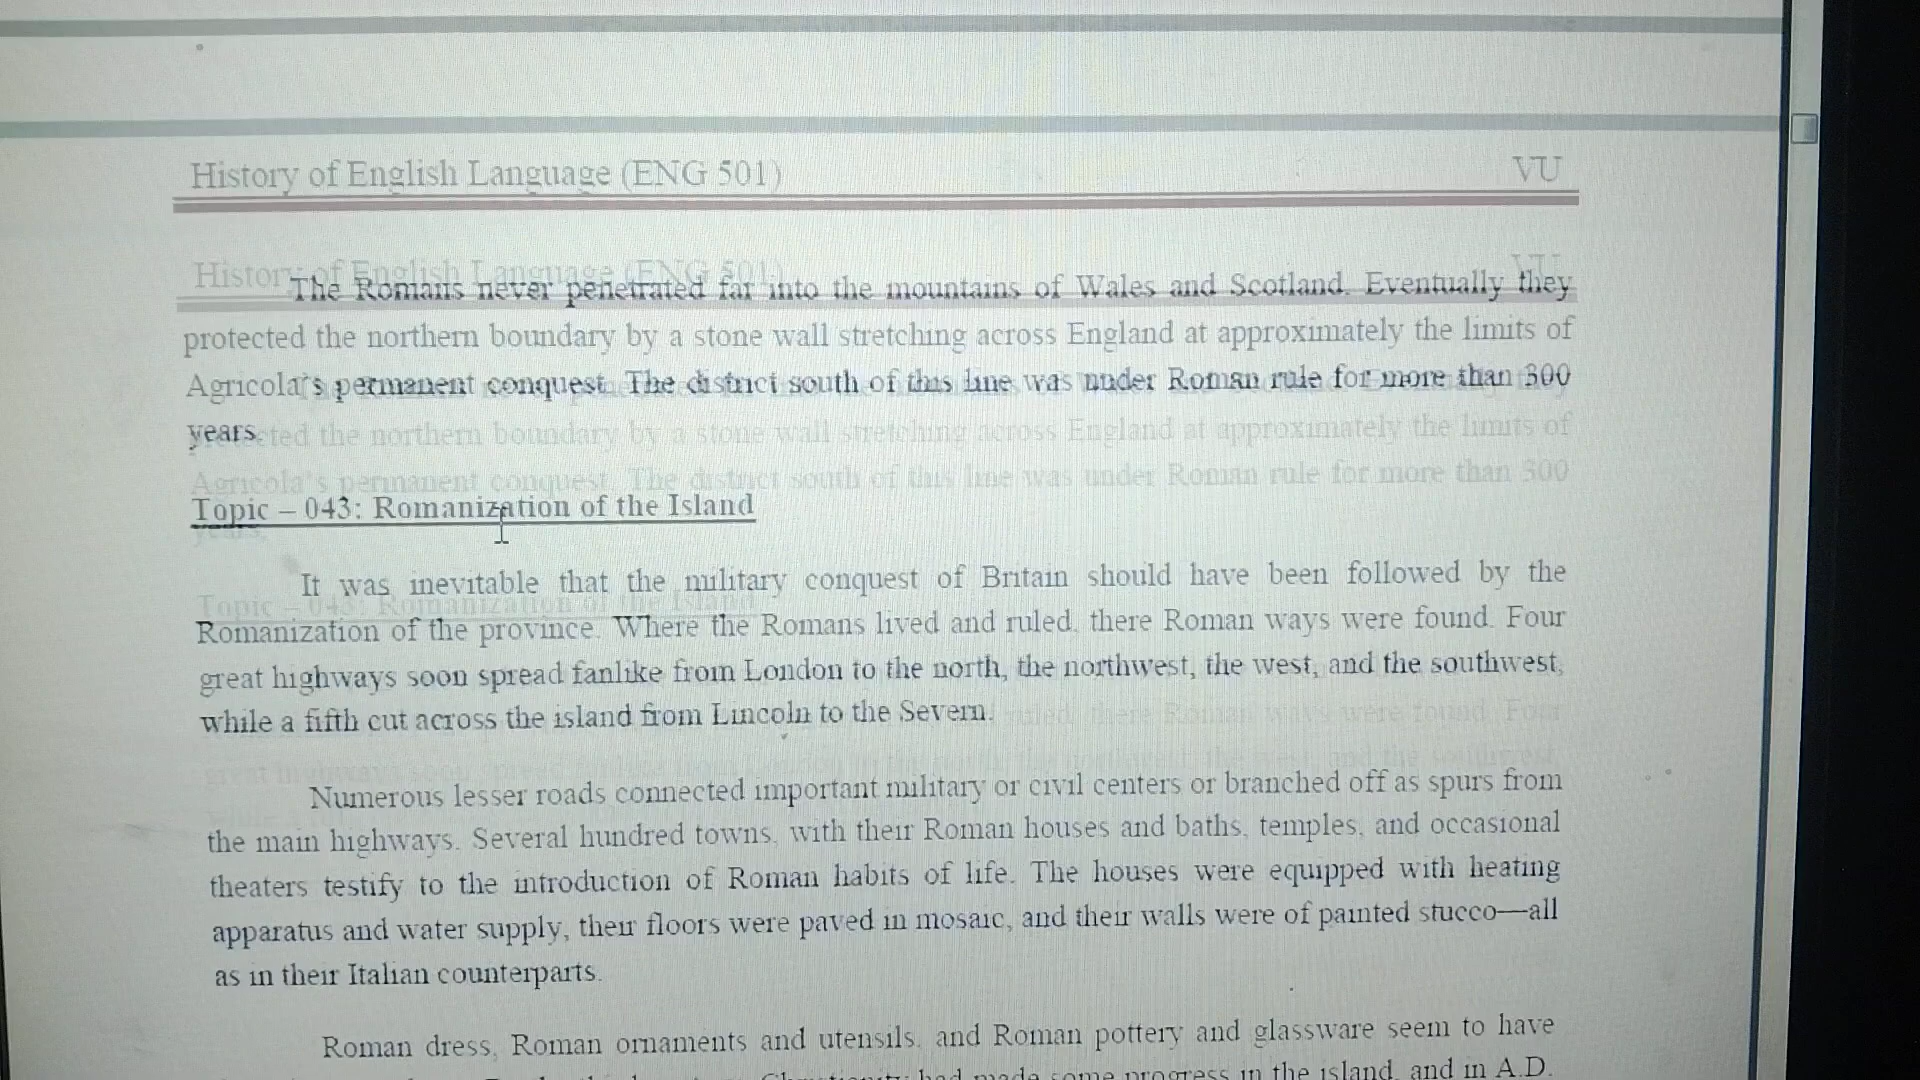 History of English Language (ENG 501) VU
The Romans never penetrated far into the mountains of Wales and Scotland. Eventually they
protected the northern boundary by a stone wall stretching across England at approximately the limits of
Agricola's permanent conquest. The district south of this line was under Roman rule for more than 300
years.
Topic – 043: Romanization of the Island
It was inevitable that the military conquest of Britain should have been followed by the
Romanization of the province. Where the Romans lived and ruled, there Roman ways were found. Four
great highways soon spread fanlike from London to the north, the northwest, the west, and the southwest,
while a fifth cut across the island from Lincoln to the Severn.
Numerous lesser roads connected important military or civil centers or branched off as spurs from
the main highways. Several hundred towns, with their Roman houses and baths, temples, and occasional
theaters testify to the introduction of Roman habits of life. The houses were equipped with heating
apparatus and water supply, their floors were paved in mosaic, and their walls were of painted stucco—all
as in their Italian counterparts.
Roman dress, Roman ornaments and utensils, and Roman pottery and glassware seem to have
had made some progress in the island, and in A.D.